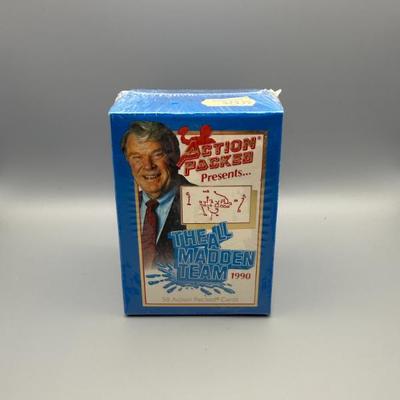 ACTION
PACKED®
Presents...
THE ALL
MADDEN
TEAM 1990
58 Action Packed® Cards